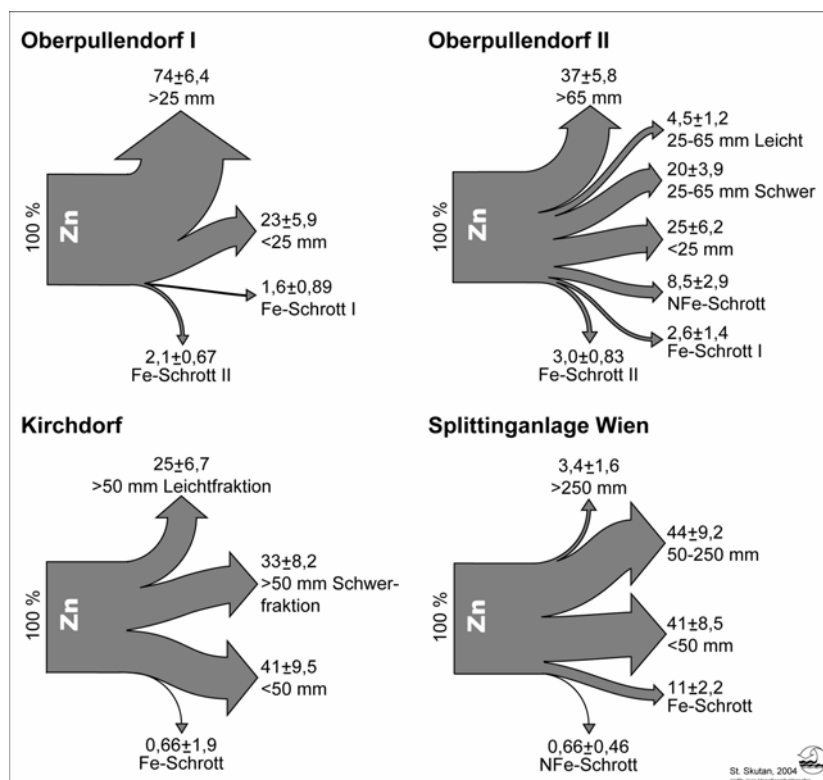 Oberpullendorf I
74±6,4
>25 mm
100 %
Zn
23±5,9
<25 mm
1,6±0,89
Fe-Schrott I
2,1±0,67
Fe-Schrott II
Oberpullendorf II
37±5,8
>65 mm
4,5±1,2
25-65 mm Leicht
20±3,9
25-65 mm Schwer
100 %
Zn
25±6,2
<25 mm
8,5±2,9
NFe-Schrott
2,6±1,4
Fe-Schrott I
3,0±0,83
Fe-Schrott II
Kirchdorf
25±6,7
>50 mm Leichtfraktion
33±8,2
>50 mm Schwer-
fraktion
100 %
Zn
41±9,5
<50 mm
0,66±1,9
Fe-Schrott
Splittinganlage Wien
3,4±1,6
>250 mm
44±9,2
50-250 mm
100 %
Zn
41±8,5
<50 mm
11±2,2
Fe-Schrott
0,66±0,46
NFe-Schrott
St. Skutan, 2004